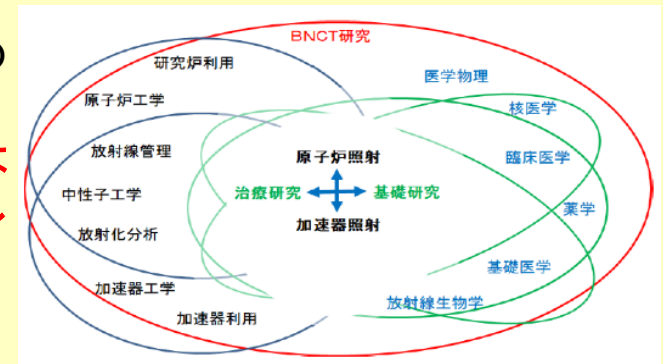 BNCT研究
研究炉利用
医学物理
の
原子炉工学
核医学
放射線管理
原子炉照射
臨床医学
中性子工学
治療研究
基礎研究
薬学
加速器照射
放射化分析
基礎医学
加速器工学
放射線生物学
加速器利用